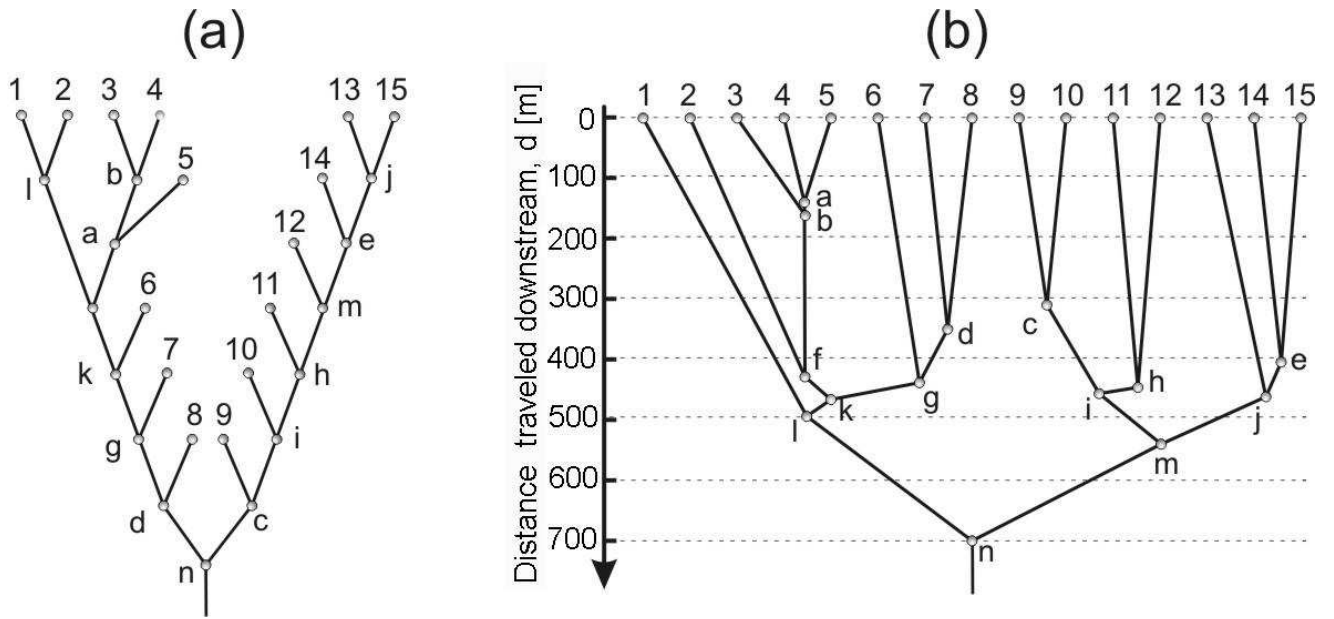 (a)
(b)
1 2 3 4 13 15
l b 5 14 j
a 12 e
6 11 m
k 7 10 h
g 8 9 i
d c
n
Distance traveled downstream, d [m]
1 2 3 4 5 6 7 8 9 10 11 12 13 14 15
0
100
a
b
200
300
c d
400
f e
h
k g i j
500
l
m
600
700
n